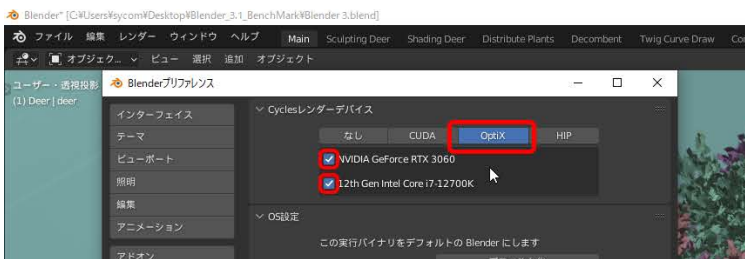 Blender* [C:¥Users¥sycom¥Desktop¥Blender_3.1_BenchMark¥Blender 3.blend]
ファイル 編集 レンダー ウィンドウ ヘルプ Main Sculpting Deer Shading Deer Distribute Plants Decombent Twig Curve Draw Co
オブジェク... ビュー 選択 追加 オブジェクト
ユーザー・透視投影
(1) Deer | deer
Blenderプリファレンス
インターフェイス
テーマ
ビューポート
照明
編集
アニメーション
アドオン
Cyclesレンダーデバイス
なし CUDA OptiX HIP
NVIDIA GeForce RTX 3060
12th Gen Intel Core i7-12700K
OS設定
この実行バイナリをデフォルトの Blender にします